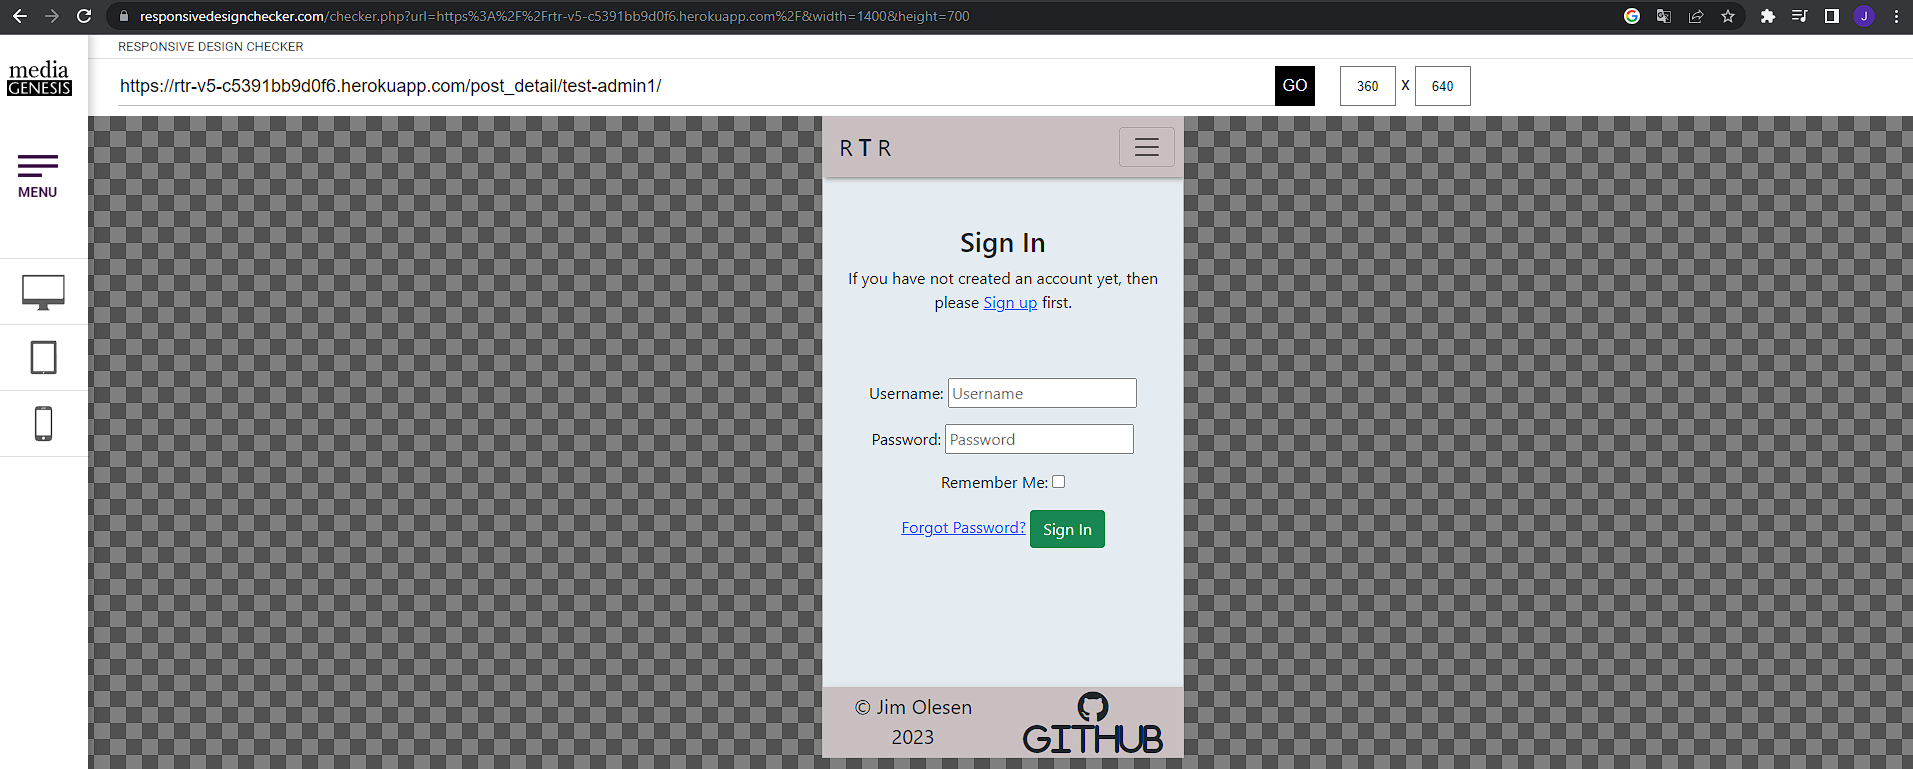 responsivedesignchecker.com/checker.php?url=https%3A%2F%2Frtr-v5-c5391bb9d0f6.herokuapp.com%2F&width=1400&height=700
J
RESPONSIVE DESIGN CHECKER
media
GENESIS
https://rtr-v5-c5391bb9d0f6.herokuapp.com/post_detail/test-admin1/
GO
360 X 640
MENU
R T R
Sign In
If you have not created an account yet, then
please Sign up first.
Username: Username
Password: Password
Remember Me:
Forgot Password? Sign In
© Jim Olesen
2023
GITHUB